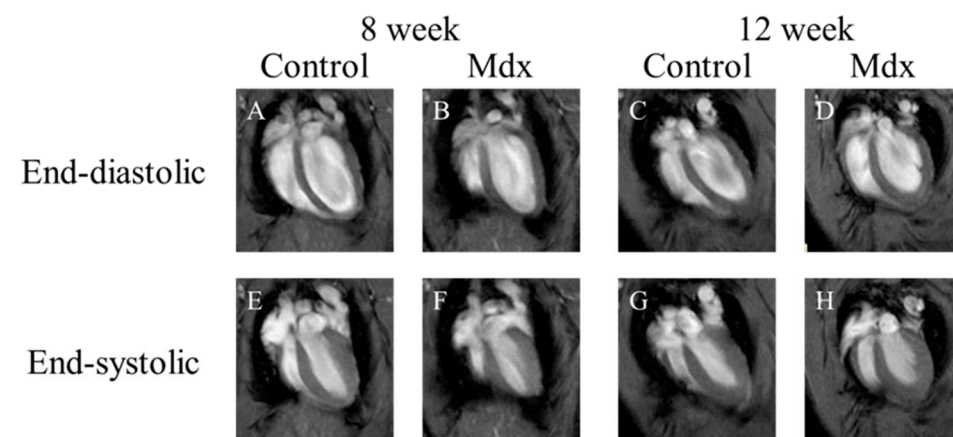 8 week 12 week
Control Mdx Control Mdx
End-diastolic A B C D
End-systolic E F G H